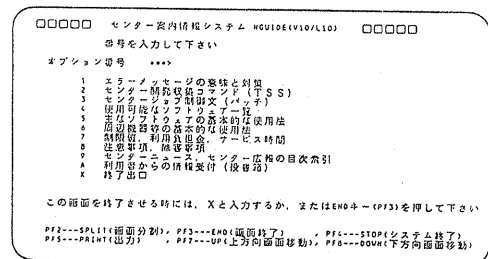 □□□□□ センター案内情報システム HGUIDE(V10/L10) □□□□□
番号を入力して下さい
オプション番号 ===>
1 エラーメッセージの意味と対策
2 センター開発収集コマンド(TSS)
3 センタージョブ制御文(バッチ)
4 使用可能なソフトウェア一覧
5 主なソフトウェアの基本的な使用法
6 周辺機器等の基本的な使用法
7 制限値,利用負担金,サービス時間
8 注意事項,障害事項
9 センターニュース,センター広報の目次索引
A 利用者からの情報受付(投書箱)
X 終了出口
この画面を終了させる時には、Xと入力するか、またはENDキー(PF3)を押して下さい
PF2---SPLIT(画面分割), PF3---END(画面終了) , PF4---STOP(システム終了)
PF5---PRINT(出力) , PF7---UP(上方向画面移動), PF8---DOWN(下方向画面移動)